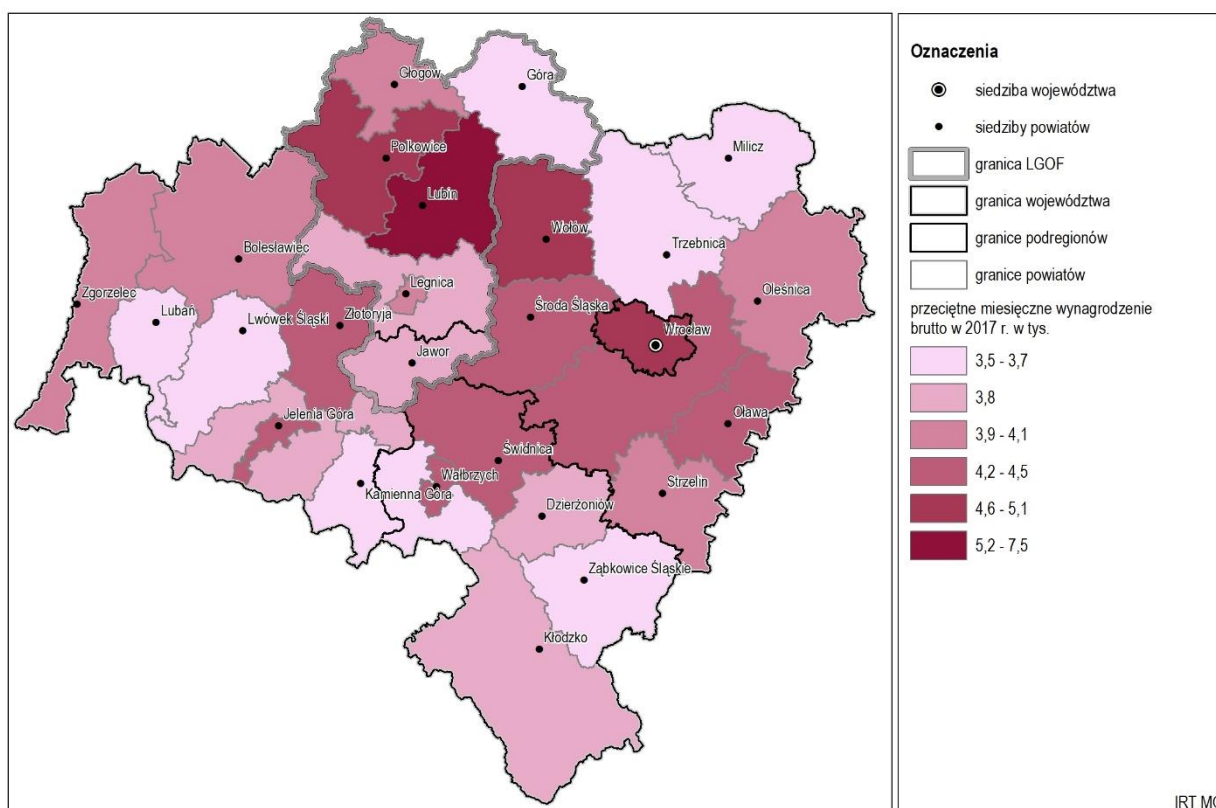 Głogów
Góra
Polkowice
Milicz
Lubin
Wołów
Trzebnica
Bolesławiec
Legnica
Oleśnica
Zgorzelec
Lubań
Lwówek Śląski
Złotoryja
Środa Śląska
Wrocław
Jawor
Jelenia Góra
Oława
Świdnica
Wałbrzych
Strzelin
Kamienna Góra
Dzierżoniów
Ząbkowice Śląskie
Kłodzko
Oznaczenia
siedziba województwa
siedziby powiatów
granica LGOF
granica województwa
granice podregionów
granice powiatów
przeciętne miesięczne wynagrodzenie
brutto w 2017 r. w tys.
3,5 - 3,7
3,8
3,9 - 4,1
4,2 - 4,5
4,6 - 5,1
5,2 - 7,5
IRT MC